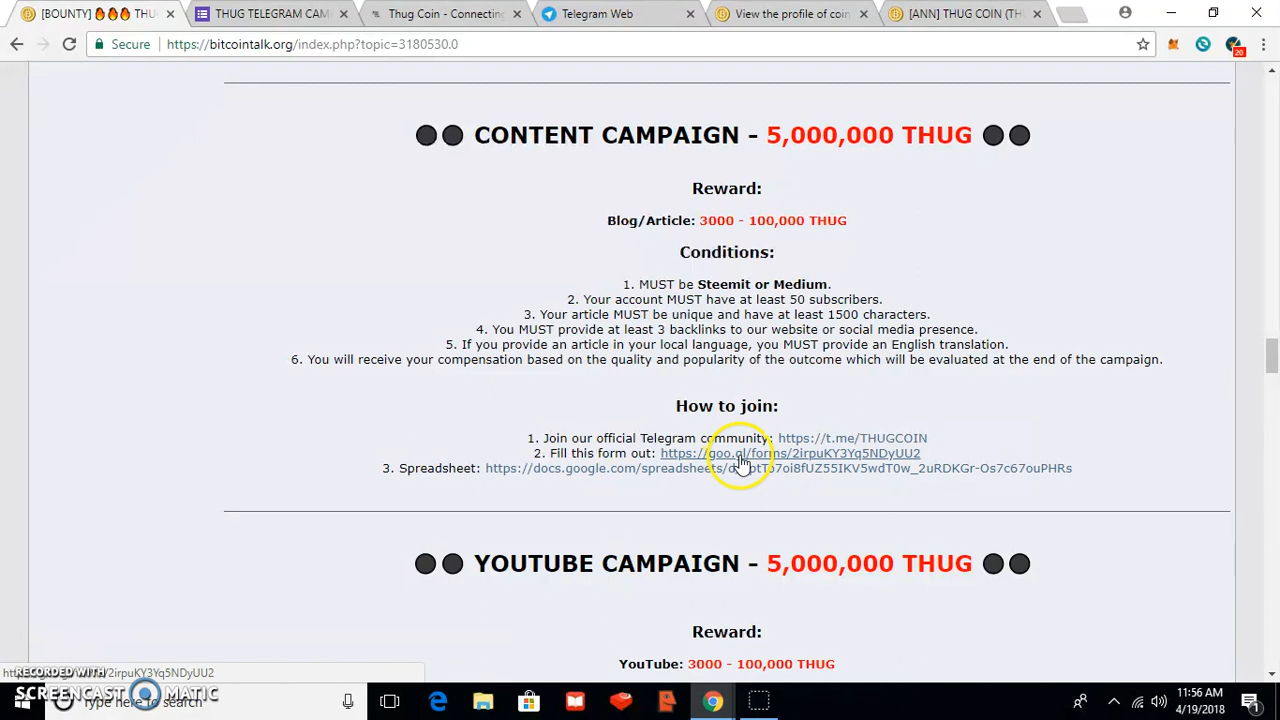 [BOUNTY] 🔥🔥🔥 THU
THUG TELEGRAM CAM
Thug Coin - Connectin
Telegram Web
View the profile of coin
[ANN] THUG COIN (TH
Secure
https://bitcointalk.org/index.php?topic=3180530.0
20
CONTENT CAMPAIGN - 5,000,000 THUG
Reward:
Blog/Article: 3000 - 100,000 THUG
Conditions:
1. MUST be Steemit or Medium.
2. Your account MUST have at least 50 subscribers.
3. Your article MUST be unique and have at least 1500 characters.
4. You MUST provide at least 3 backlinks to our website or social media presence.
5. If you provide an article in your local language, you MUST provide an English translation.
6. You will receive your compensation based on the quality and popularity of the outcome which will be evaluated at the end of the campaign.
How to join:
1. Join our official Telegram community: https://t.me/THUGCOIN
2. Fill this form out: https://goo.gl/forms/2irpuKY3Yq5NDyUU2
3. Spreadsheet:
YOUTUBE CAMPAIGN - 5,000,000 THUG
Reward:
YouTube: 3000 - 100,000 THUG
RECORDED WITH
SCREENCAST MATIC
Type here to search
11:56 AM
4/19/2018